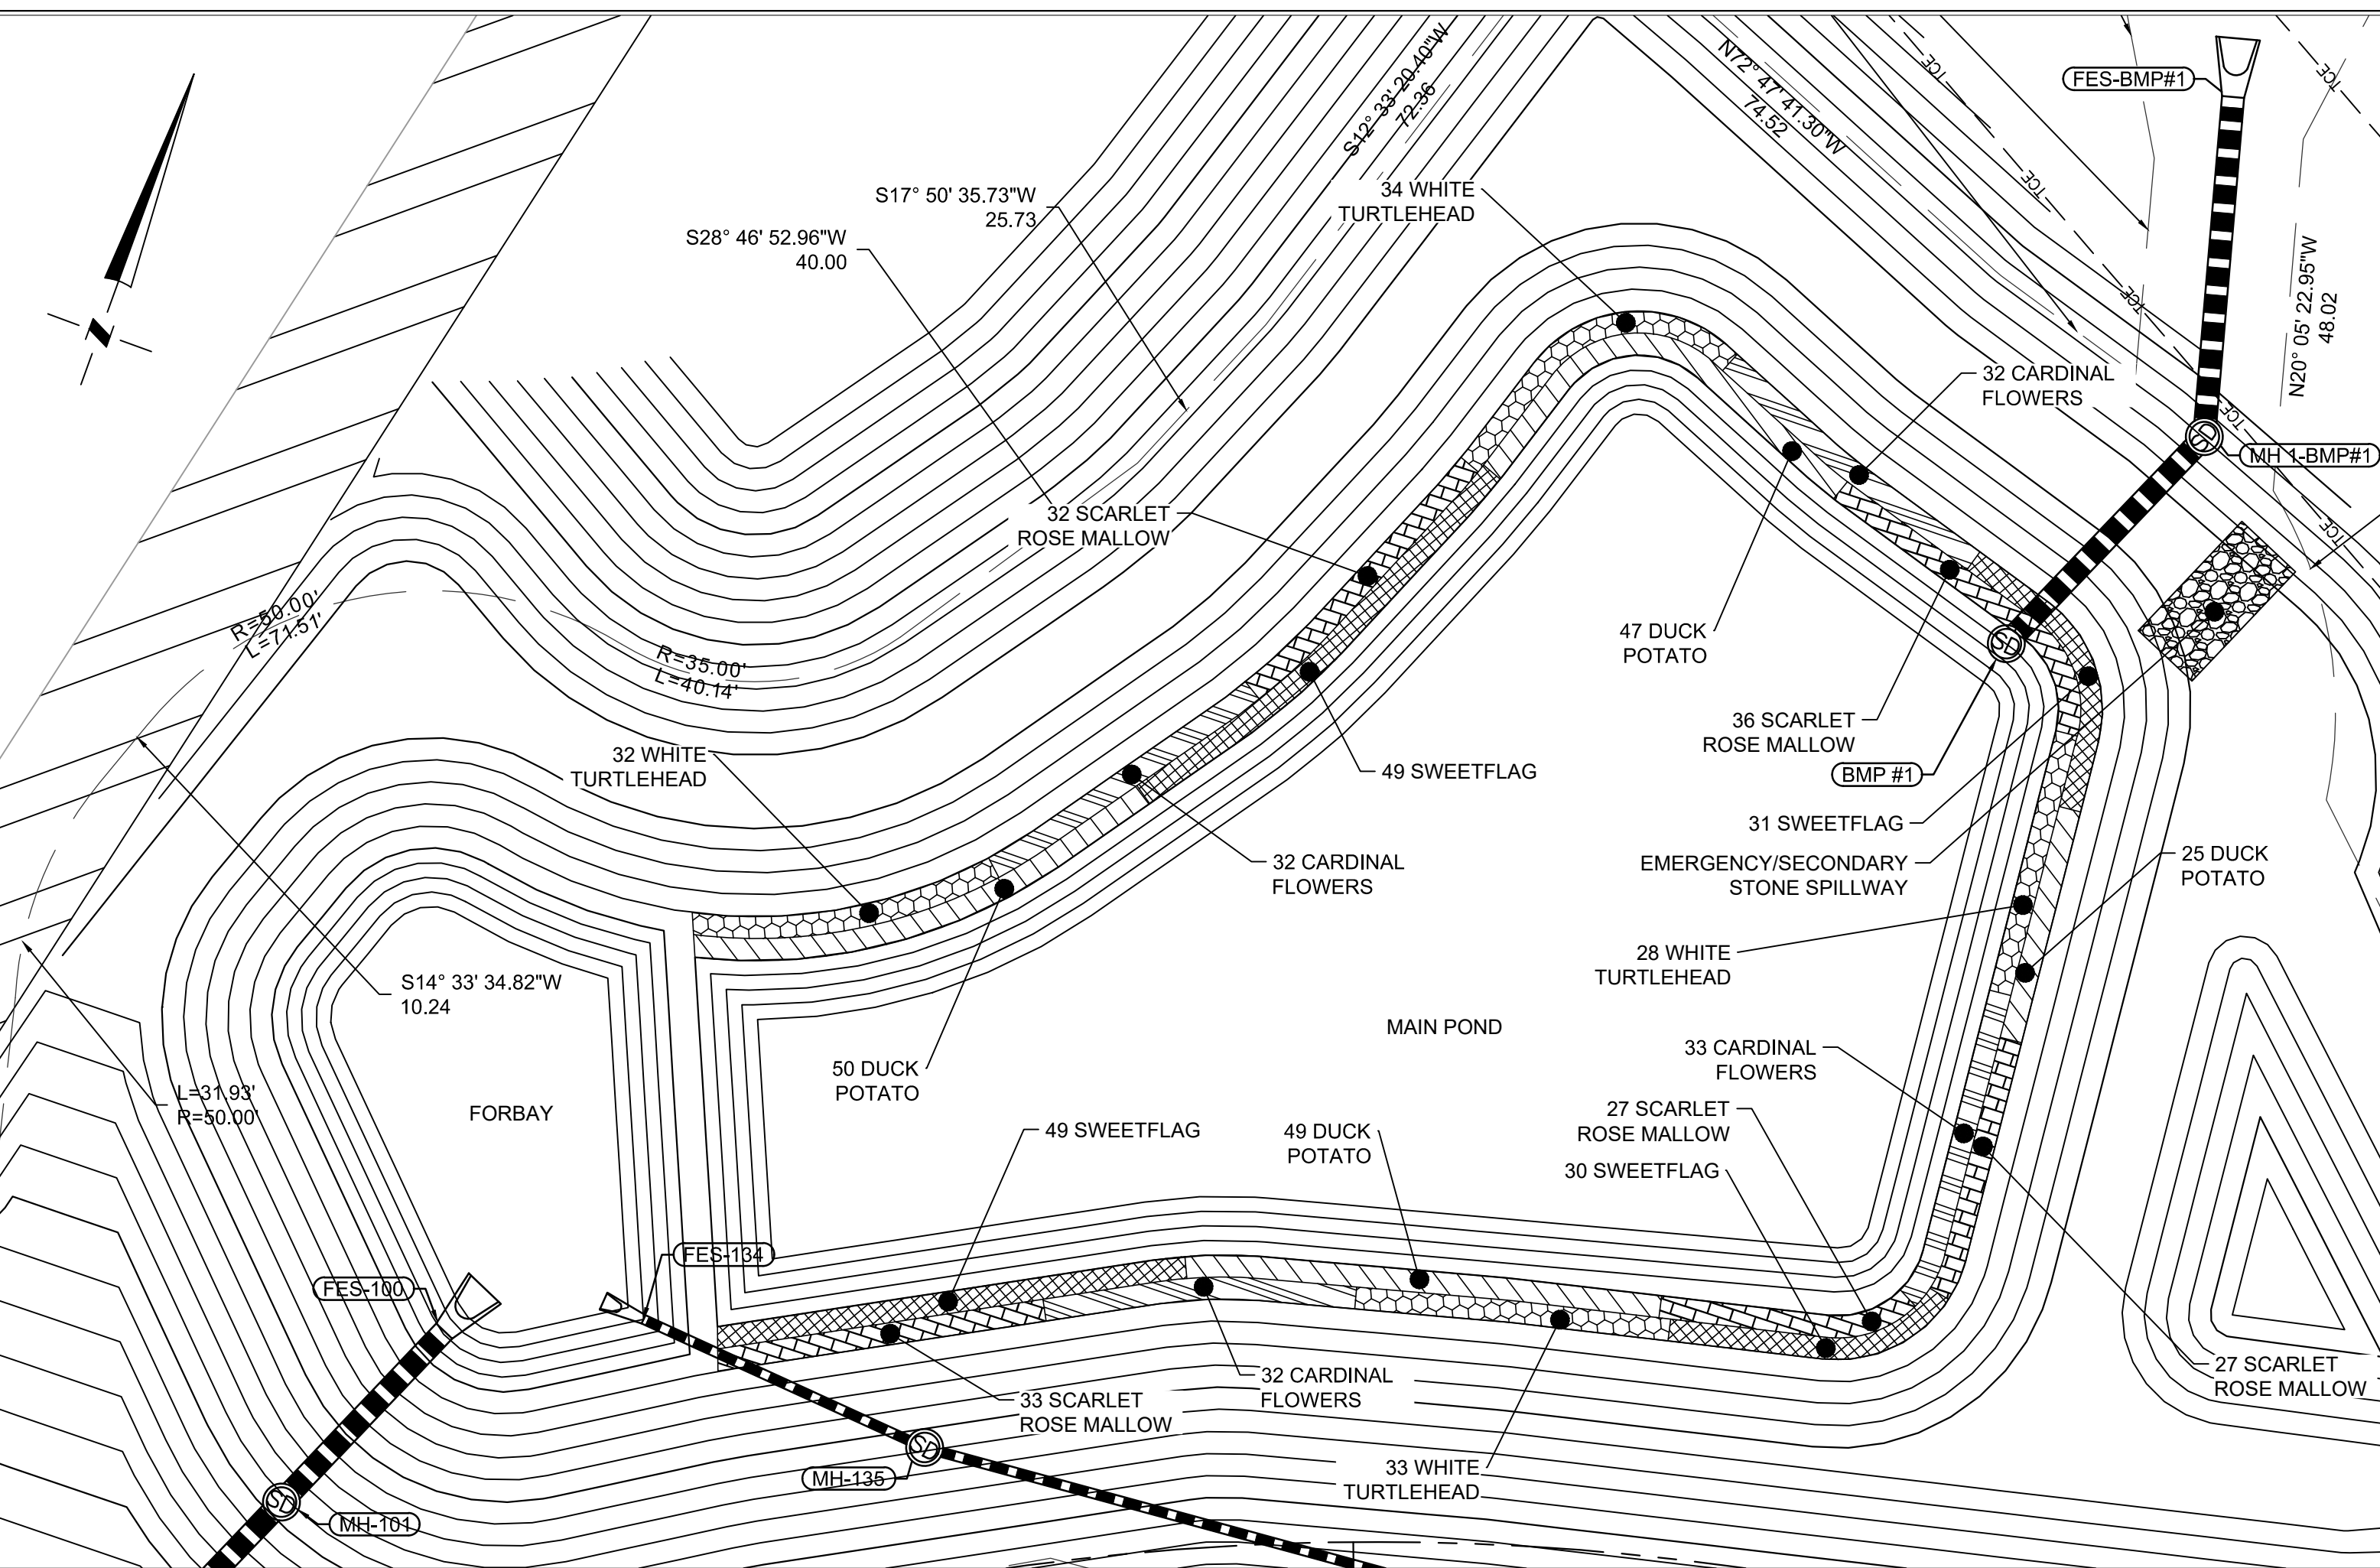 S12° 33' 20.40"W
72.36
N72° 47' 41.30"W
74.52
TCE
TCE
FES-BMP#1
TCE
S17° 50' 35.73"W
25.73
34 WHITE
TURTLEHEAD
TCE
S28° 46' 52.96"W
40.00
N20° 05' 22.95"W
48.02
TCE
N
32 CARDINAL
FLOWERS
TCE
SD
MH 1-BMP#1
32 SCARLET
ROSE MALLOW
TCE
R=50.00'
L=71.57'
R=35.00'
L=40.14'
47 DUCK
POTATO
SD
36 SCARLET
ROSE MALLOW
32 WHITE
TURTLEHEAD
49 SWEETFLAG
BMP #1
31 SWEETFLAG
32 CARDINAL
FLOWERS
EMERGENCY/SECONDARY
STONE SPILLWAY
25 DUCK
POTATO
28 WHITE
TURTLEHEAD
S14° 33' 34.82"W
10.24
MAIN POND
33 CARDINAL
FLOWERS
50 DUCK
POTATO
L=31.93'
R=50.00'
FORBAY
49 SWEETFLAG
49 DUCK
POTATO
27 SCARLET
ROSE MALLOW
30 SWEETFLAG
FES-134
FES-100
27 SCARLET
ROSE MALLOW
32 CARDINAL
FLOWERS
33 SCARLET
ROSE MALLOW
SD
MH-135
33 WHITE
TURTLEHEAD
SD
MH-101